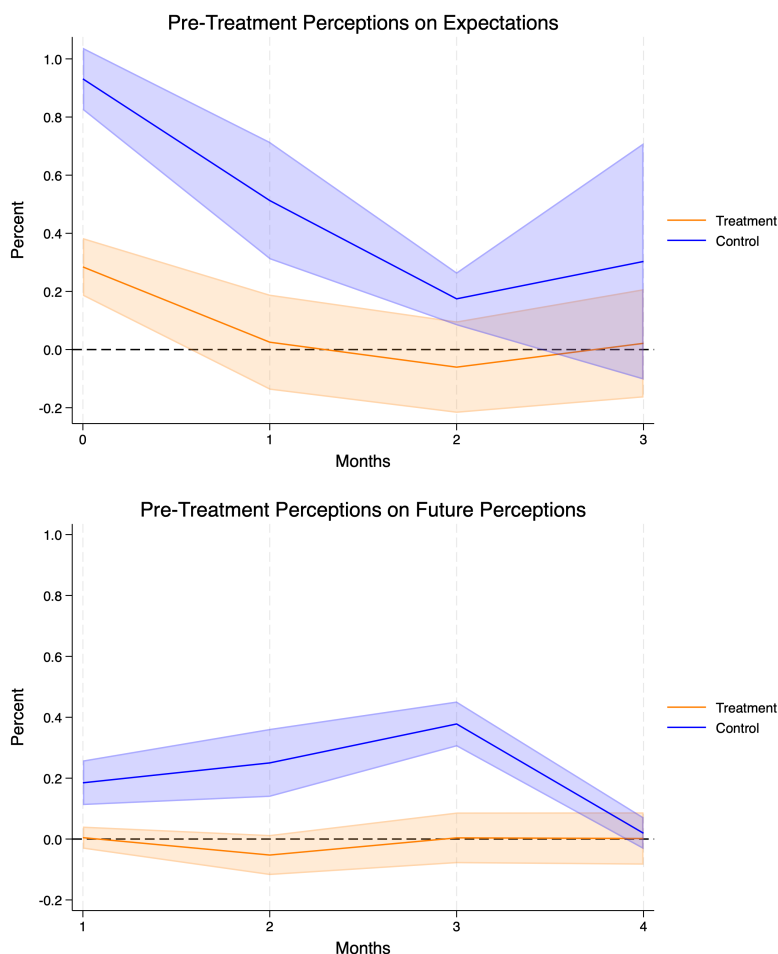 Pre-Treatment Perceptions on Expectations
Percent
1.0
0.8
0.6
0.4
0.2
0.0
-0.2
0 1 2 3
Months
Treatment
Control
Pre-Treatment Perceptions on Future Perceptions
Percent
1.0
0.8
0.6
0.4
0.2
0.0
-0.2
1 2 3 4
Months
Treatment
Control